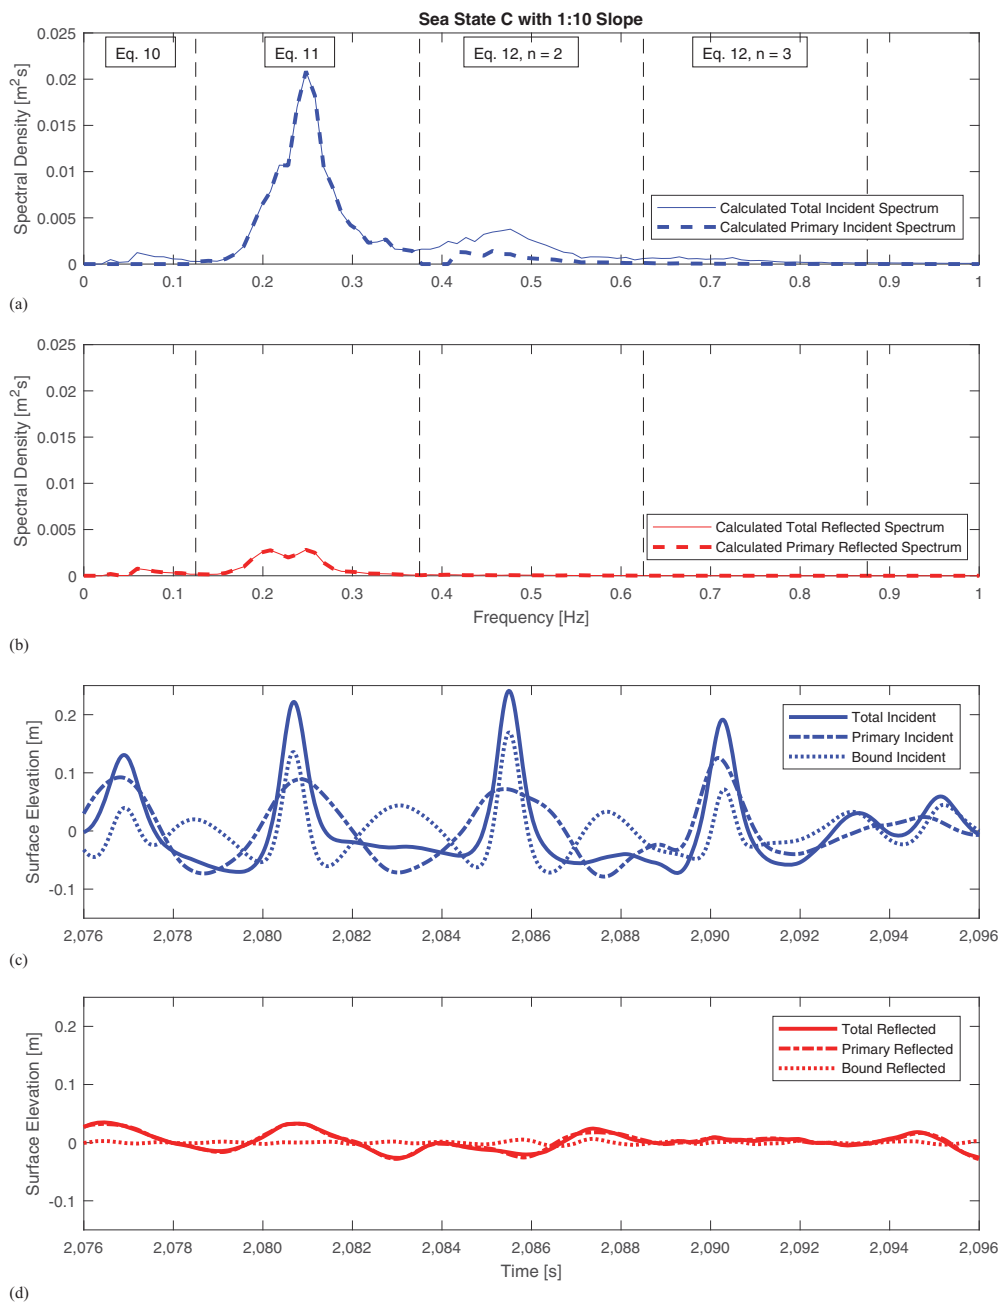 Sea State C with 1:10 Slope
0.025
0.02
0.015
0.01
0.005
0
Spectral Density [m²s]
Eq. 10
Eq. 11
Eq. 12, n = 2
Eq. 12, n = 3
Calculated Total Incident Spectrum
Calculated Primary Incident Spectrum
0 0.1 0.2 0.3 0.4 0.5 0.6 0.7 0.8 0.9 1
(a)
0.025
0.02
0.015
0.01
0.005
0
Spectral Density [m²s]
Calculated Total Reflected Spectrum
Calculated Primary Reflected Spectrum
0 0.1 0.2 0.3 0.4 0.5 0.6 0.7 0.8 0.9 1
Frequency [Hz]
(b)
0.2
0.1
0
-0.1
Surface Elevation [m]
Total Incident
Primary Incident
Bound Incident
2,076 2,078 2,080 2,082 2,084 2,086 2,088 2,090 2,092 2,094 2,096
(c)
0.2
0.1
0
-0.1
Surface Elevation [m]
Total Reflected
Primary Reflected
Bound Reflected
2,076 2,078 2,080 2,082 2,084 2,086 2,088 2,090 2,092 2,094 2,096
Time [s]
(d)